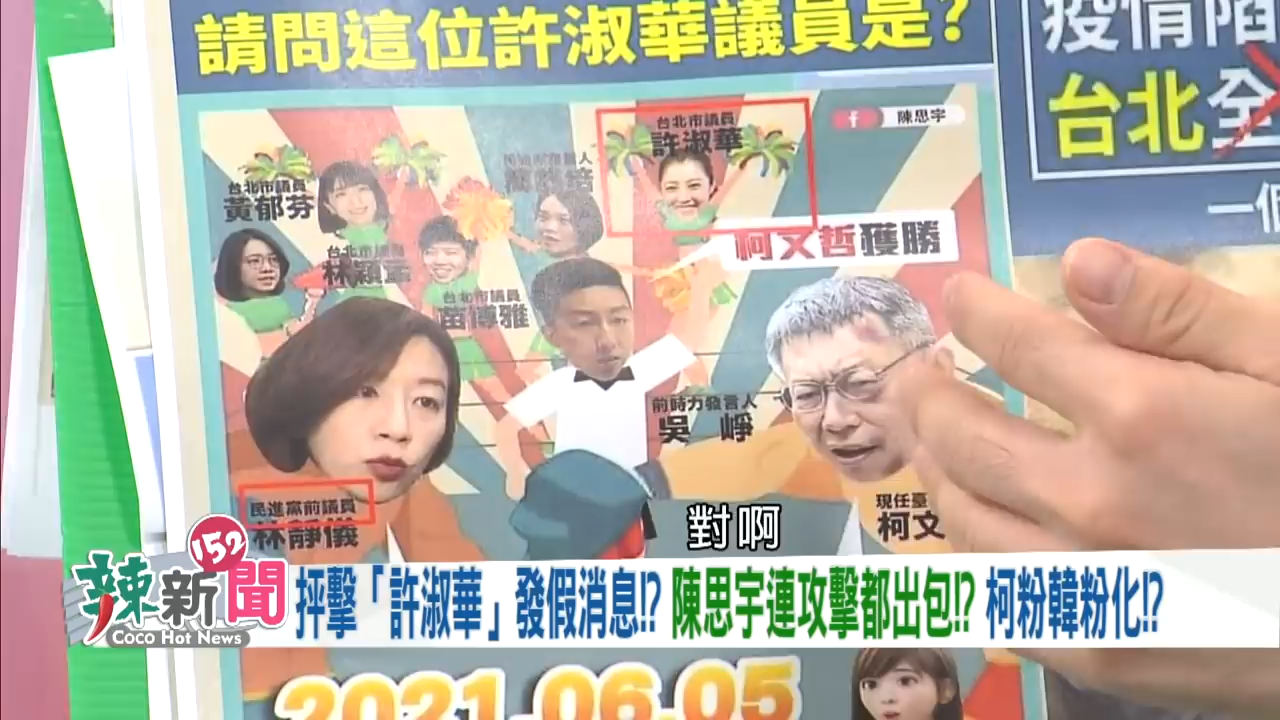 請問這位許淑華議員是?
疫情陷
台北全
一個
f 陳思宇
台北市議員
許淑華
台北市議員
黃郁芬
台北市議員
林穎孟
台北市議員
苗博雅
柯文哲獲勝
前時力發言人
吳 崢
民進黨前議員
林靜儀
現任臺
柯文
對啊
152
辣新聞
Coco Hot News
抨擊「許淑華」發假消息!? 陳思宇連攻擊都出包!? 柯粉韓粉化!?
2021.06.05